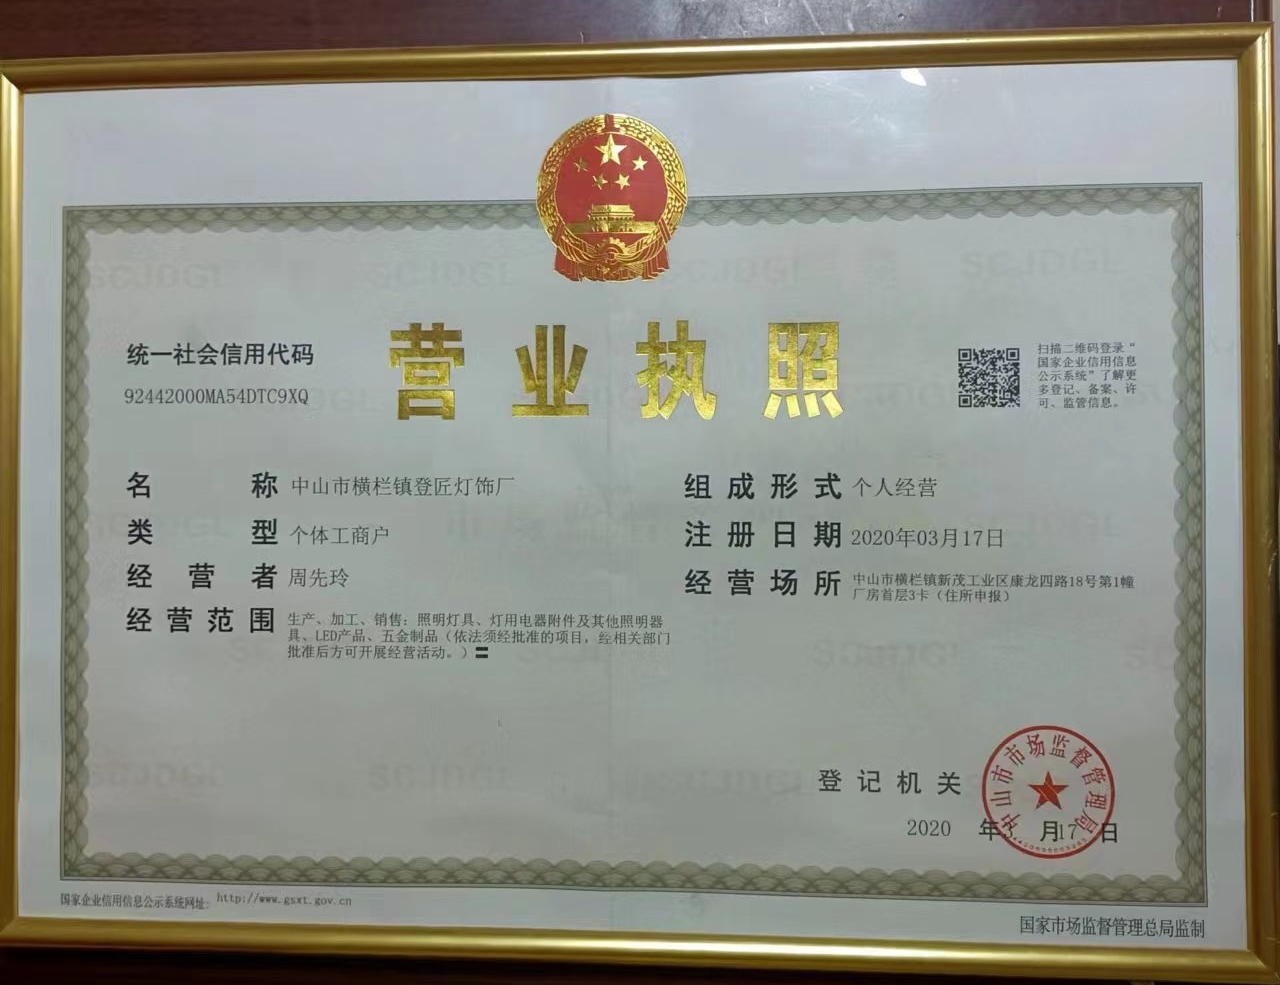 营业执照
统一社会信用代码
92442000MA54DTC9XQ
扫描二维码登录“
国家企业信用信息
公示系统”了解更
多登记、备案、许
可、监管信息。
名称 中山市横栏镇登匠灯饰厂
类型 个体工商户
经营者 周先玲
经营范围 生产、加工、销售：照明灯具、灯用电器附件及其他照明器
具、LED产品、五金制品（依法须经批准的项目，经相关部门
批准后方可开展经营活动。）〓
组成形式 个人经营
注册日期 2020年03月17日
经营场所 中山市横栏镇新茂工业区康龙四路18号第1幢
厂房首层3卡（住所申报）
登记机关
中山市市场监督管理局
2020 年3月17日
国家企业信用信息公示系统网址：http://www.gsxt.gov.cn
国家市场监督管理总局监制